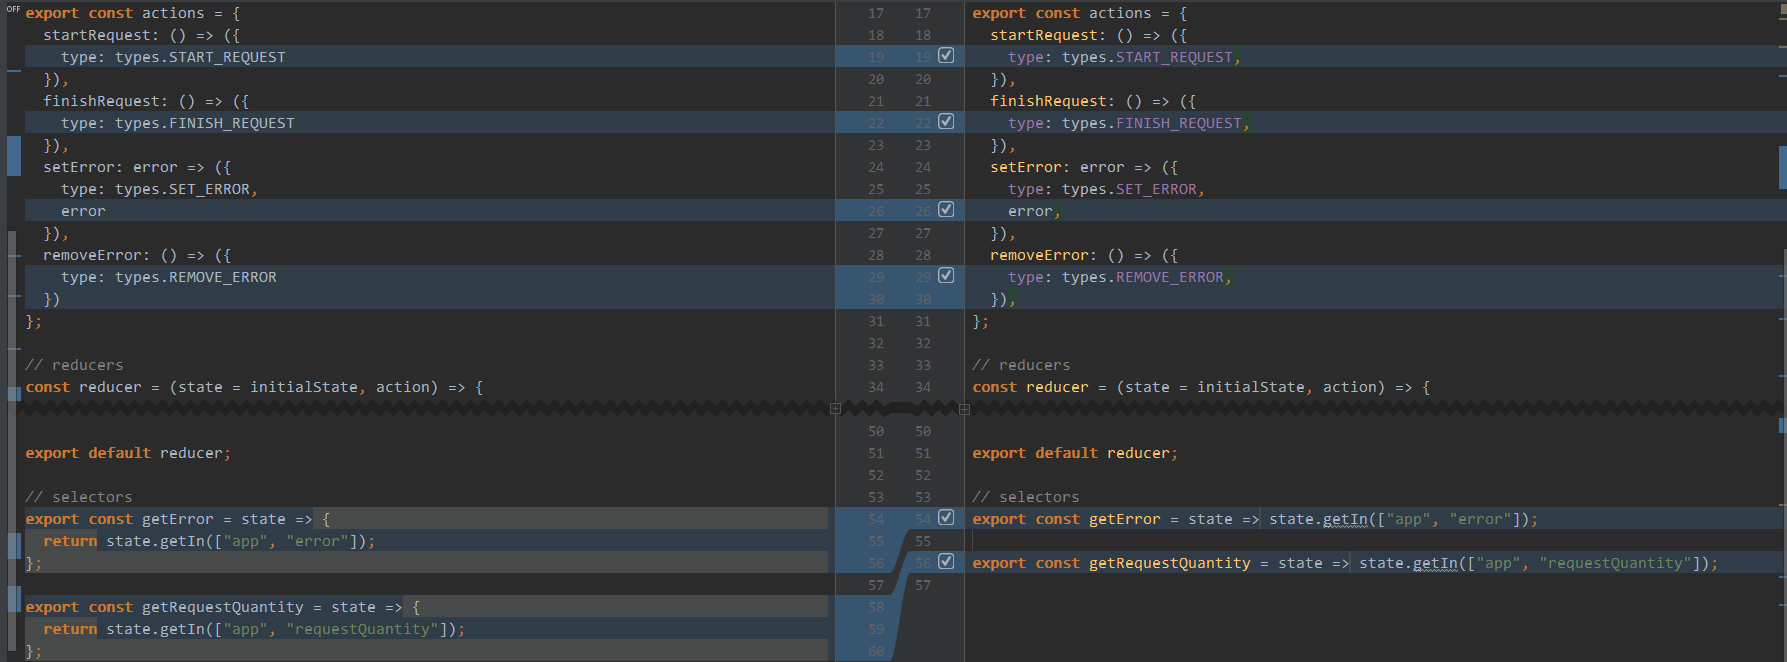 OFF
export const actions = {
  startRequest: () => ({
    type: types.START_REQUEST
  }),
  finishRequest: () => ({
    type: types.FINISH_REQUEST
  }),
  setError: error => ({
    type: types.SET_ERROR,
    error
  }),
  removeError: () => ({
    type: types.REMOVE_ERROR
  })
};

// reducers
const reducer = (state = initialState, action) => {

export default reducer;

// selectors
export const getError = state => {
  return state.getIn(["app", "error"]);
};

export const getRequestQuantity = state => {
  return state.getIn(["app", "requestQuantity"]);
};
17 17
18 18
19 19
20 20
21 21
22 22
23 23
24 24
25 25
26 26
27 27
28 28
29 29
30 30
31 31
32 32
33 33
34 34
50 50
51 51
52 52
53 53
54 54
55 55
56 56
57 57
58
59
60
export const actions = {
  startRequest: () => ({
    type: types.START_REQUEST,
  }),
  finishRequest: () => ({
    type: types.FINISH_REQUEST,
  }),
  setError: error => ({
    type: types.SET_ERROR,
    error,
  }),
  removeError: () => ({
    type: types.REMOVE_ERROR,
  }),
};

// reducers
const reducer = (state = initialState, action) => {

export default reducer;

// selectors
export const getError = state => state.getIn(["app", "error"]);

export const getRequestQuantity = state => state.getIn(["app", "requestQuantity"]);